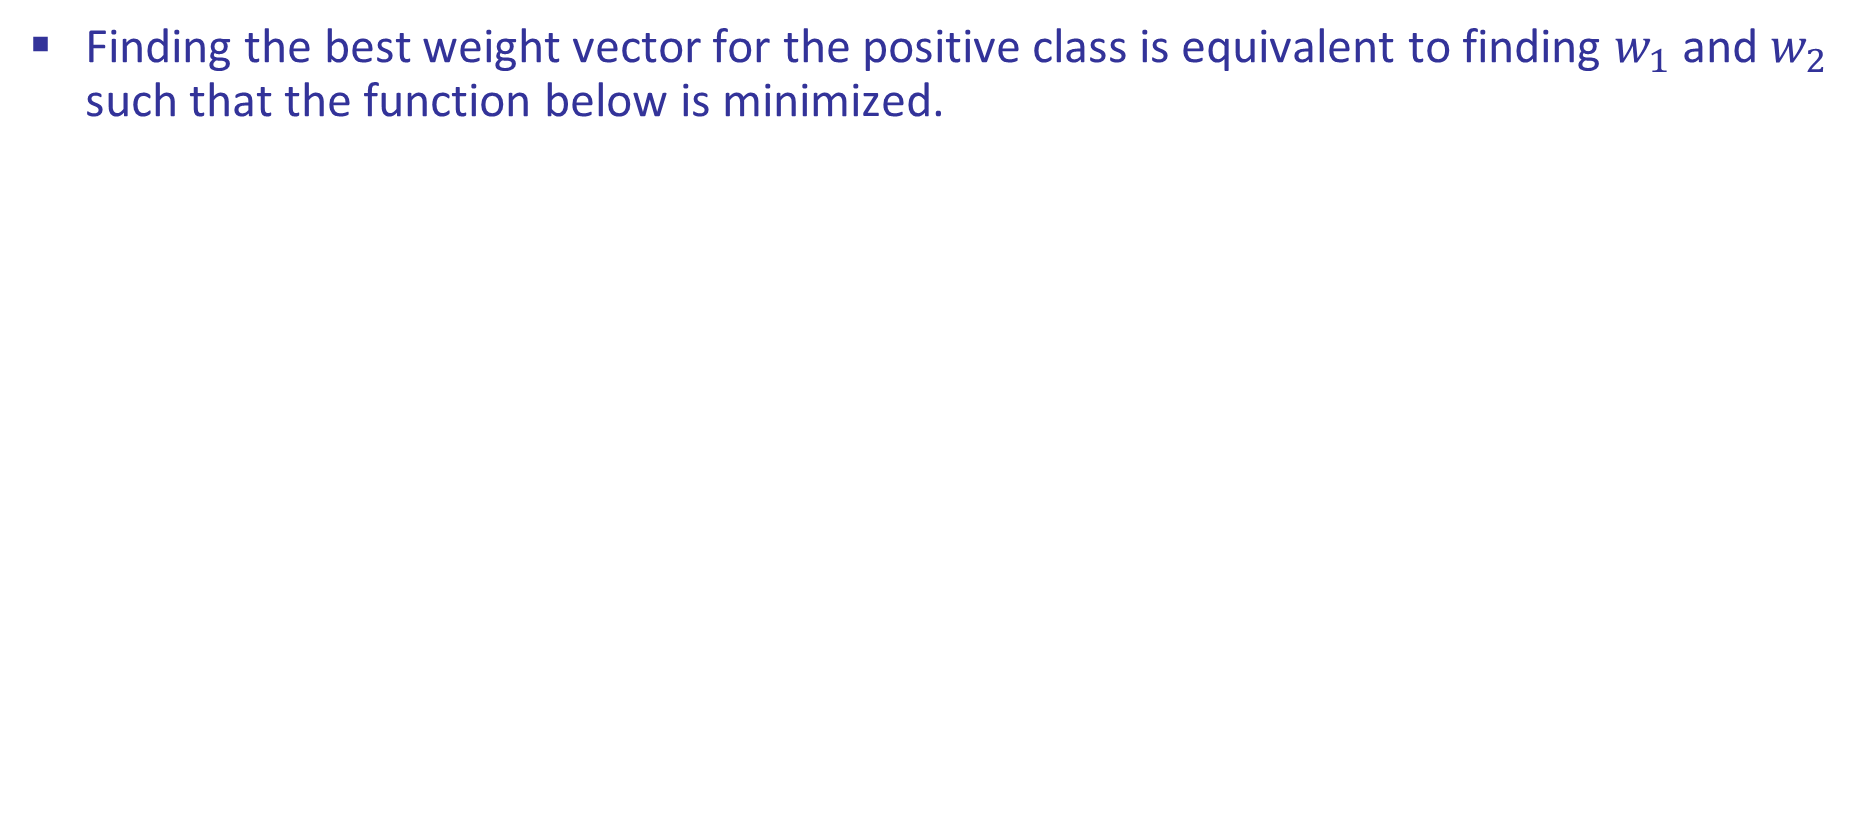 ▪ Finding the best weight vector for the positive class is equivalent to finding 𝑤₁ and 𝑤₂
such that the function below is minimized.